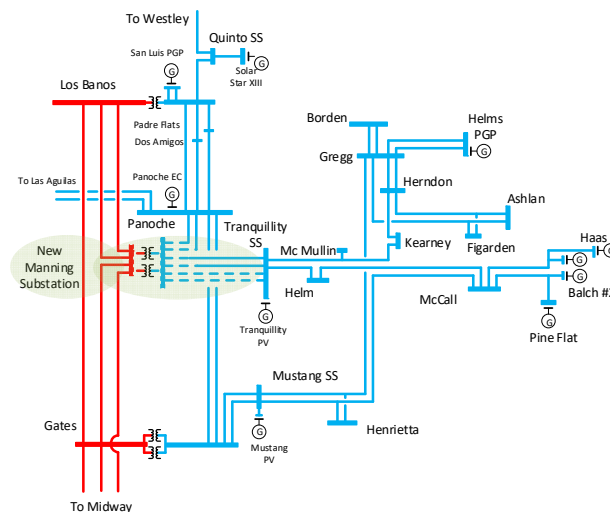 To Westley
Quinto SS
San Luis PGP
G
G
Solar
Star XIII
Los Banos
Padre Flats
Dos Amigos
Borden
Helms
PGP
G
Gregg
To Las Aguilas
Panoche EC
G
Herndon
Ashlan
Panoche
Tranquillity
SS
Mc Mullin
Kearney
Figarden
Haas
G
New
Manning
Substation
G
Helm
McCall
G
Balch #2
G
Tranquillity
PV
G
Pine Flat
Mustang SS
Gates
G
Mustang
PV
Henrietta
To Midway